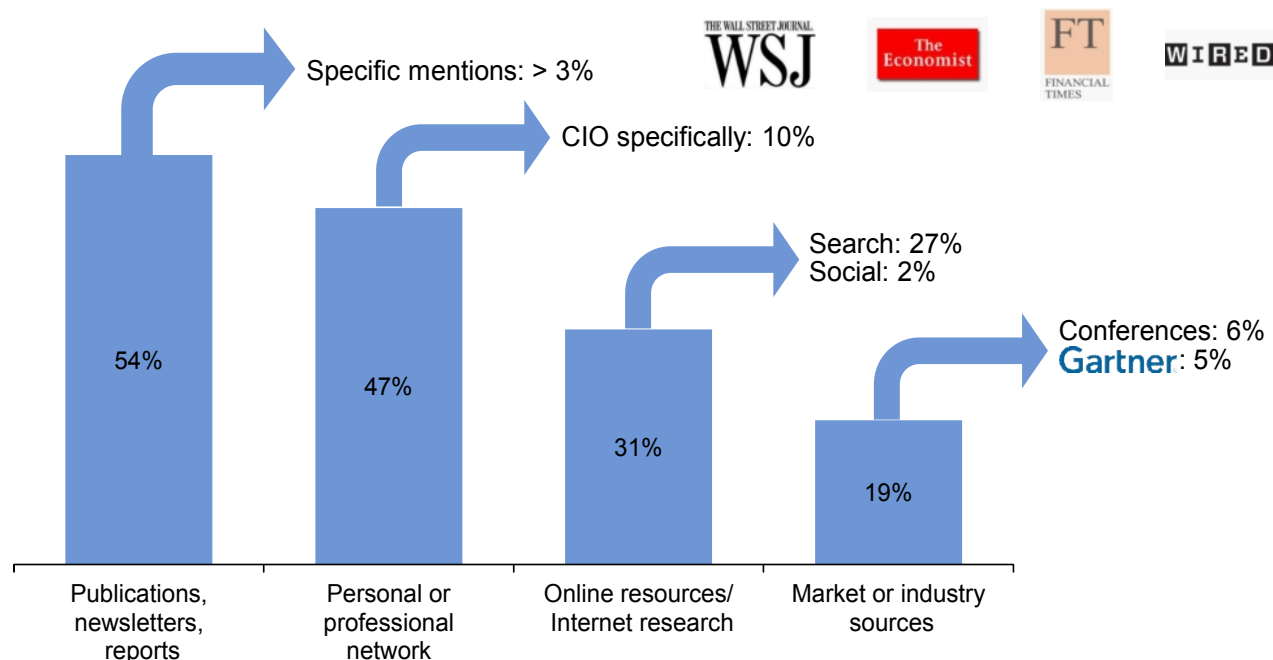 THE WALL STREET JOURNAL.
WSJ
The
Economist
FT
FINANCIAL
TIMES
WIRED
Specific mentions: > 3%
CIO specifically: 10%
Search: 27%
Social: 2%
Conferences: 6%
Gartner: 5%
54%
47%
31%
19%
Publications,
newsletters,
reports
Personal or
professional
network
Online resources/
Internet research
Market or industry
sources